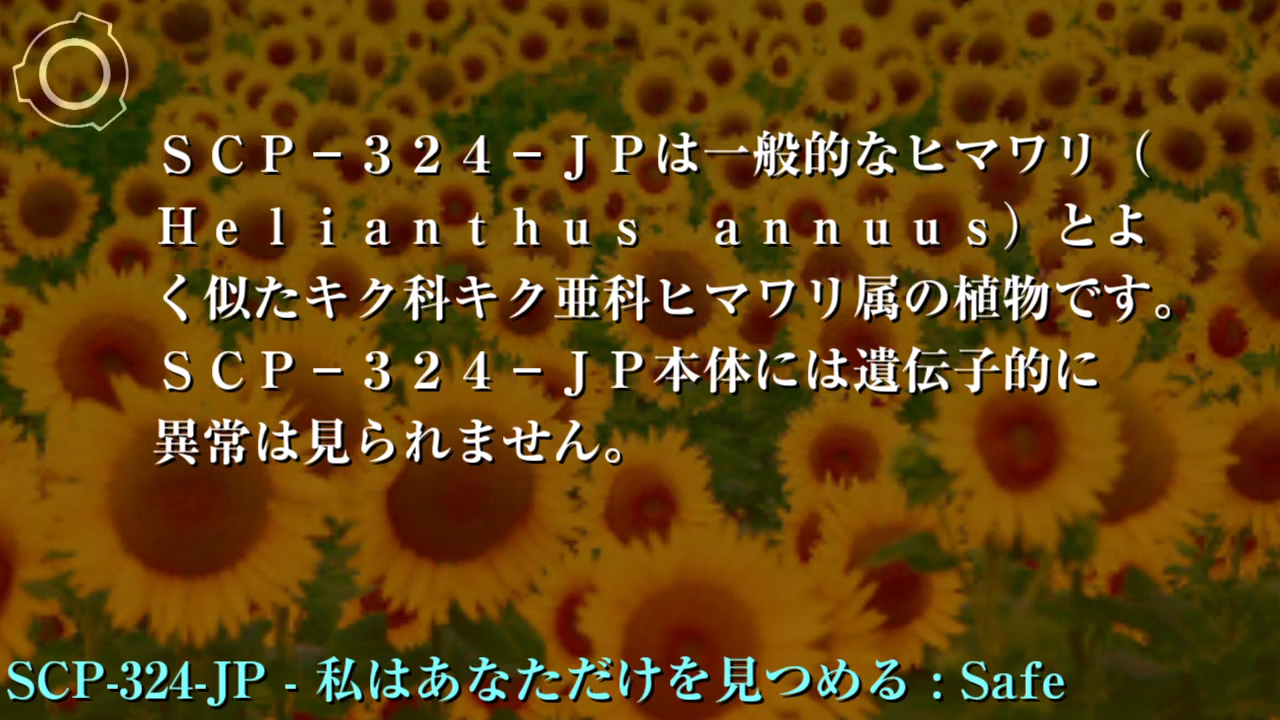 SCP-324-JPは一般的なヒマワリ(
Helianthus annuus)とよ
く似たキク科キク亜科ヒマワリ属の植物です。
SCP-324-JP本体には遺伝子的に
異常は見られません。
SCP-324-JP - 私はあなただけを見つめる : Safe